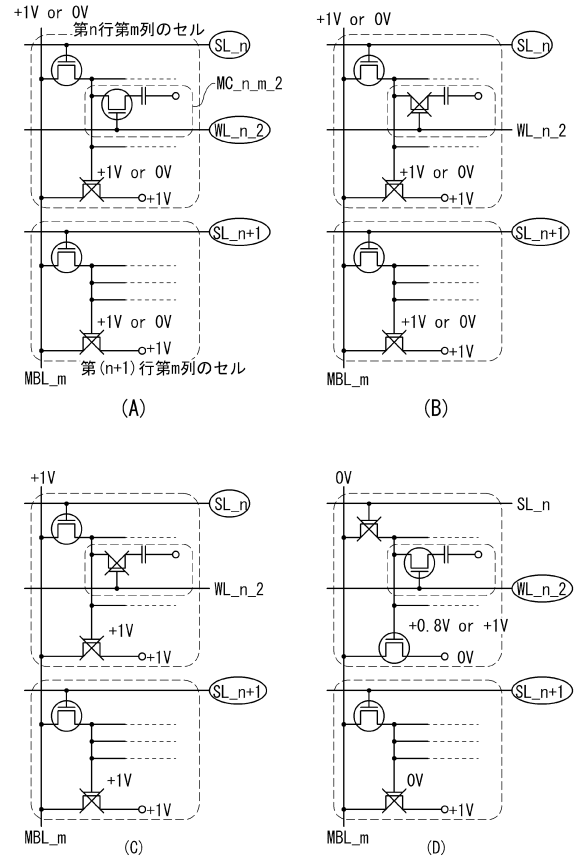 +1V or 0V
第n行第m列のセル
SL_n
MC_n_m_2
WL_n_2
+1V or 0V
+1V
SL_n+1
+1V or 0V
+1V
第(n+1)行第m列のセル
MBL_m
(A)
+1V or 0V
SL_n
WL_n_2
+1V or 0V
+1V
SL_n+1
+1V or 0V
+1V
MBL_m
(B)
+1V
SL_n
WL_n_2
+1V
+1V
SL_n+1
+1V
+1V
MBL_m
(C)
0V
SL_n
WL_n_2
+0.8V or +1V
0V
SL_n+1
0V
+1V
MBL_m
(D)